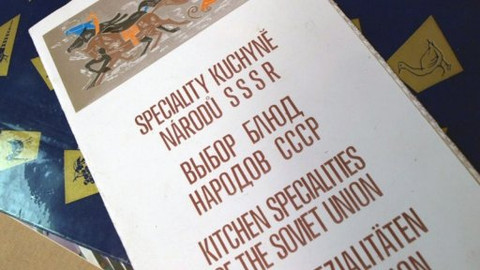 SPECIALITY KUCHYNĚ
NÁRODŮ SSSR
ВЫБОР БЛЮД
НАРОДОВ СССР
KITCHEN SPECIALITIES
OF THE SOVIET UNION